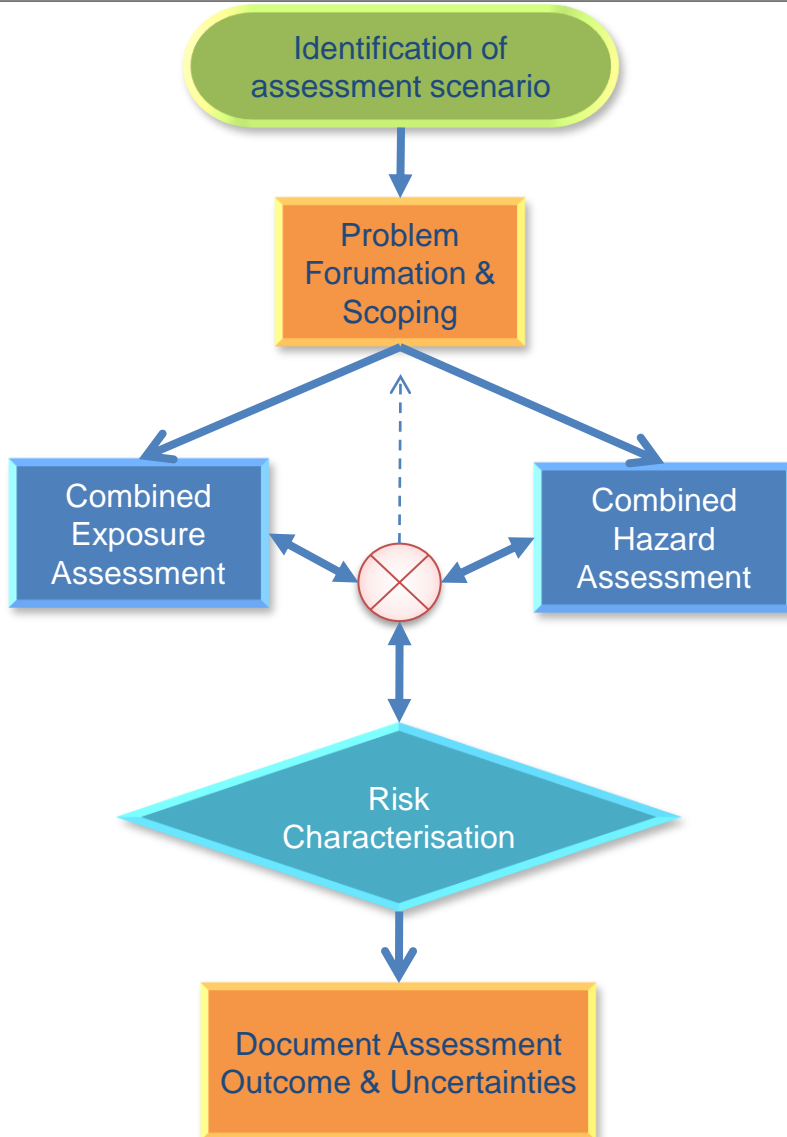 Identification of
assessment scenario
Problem
Forumation &
Scoping
Combined
Exposure
Assessment
Combined
Hazard
Assessment
Risk
Characterisation
Document Assessment
Outcome & Uncertainties